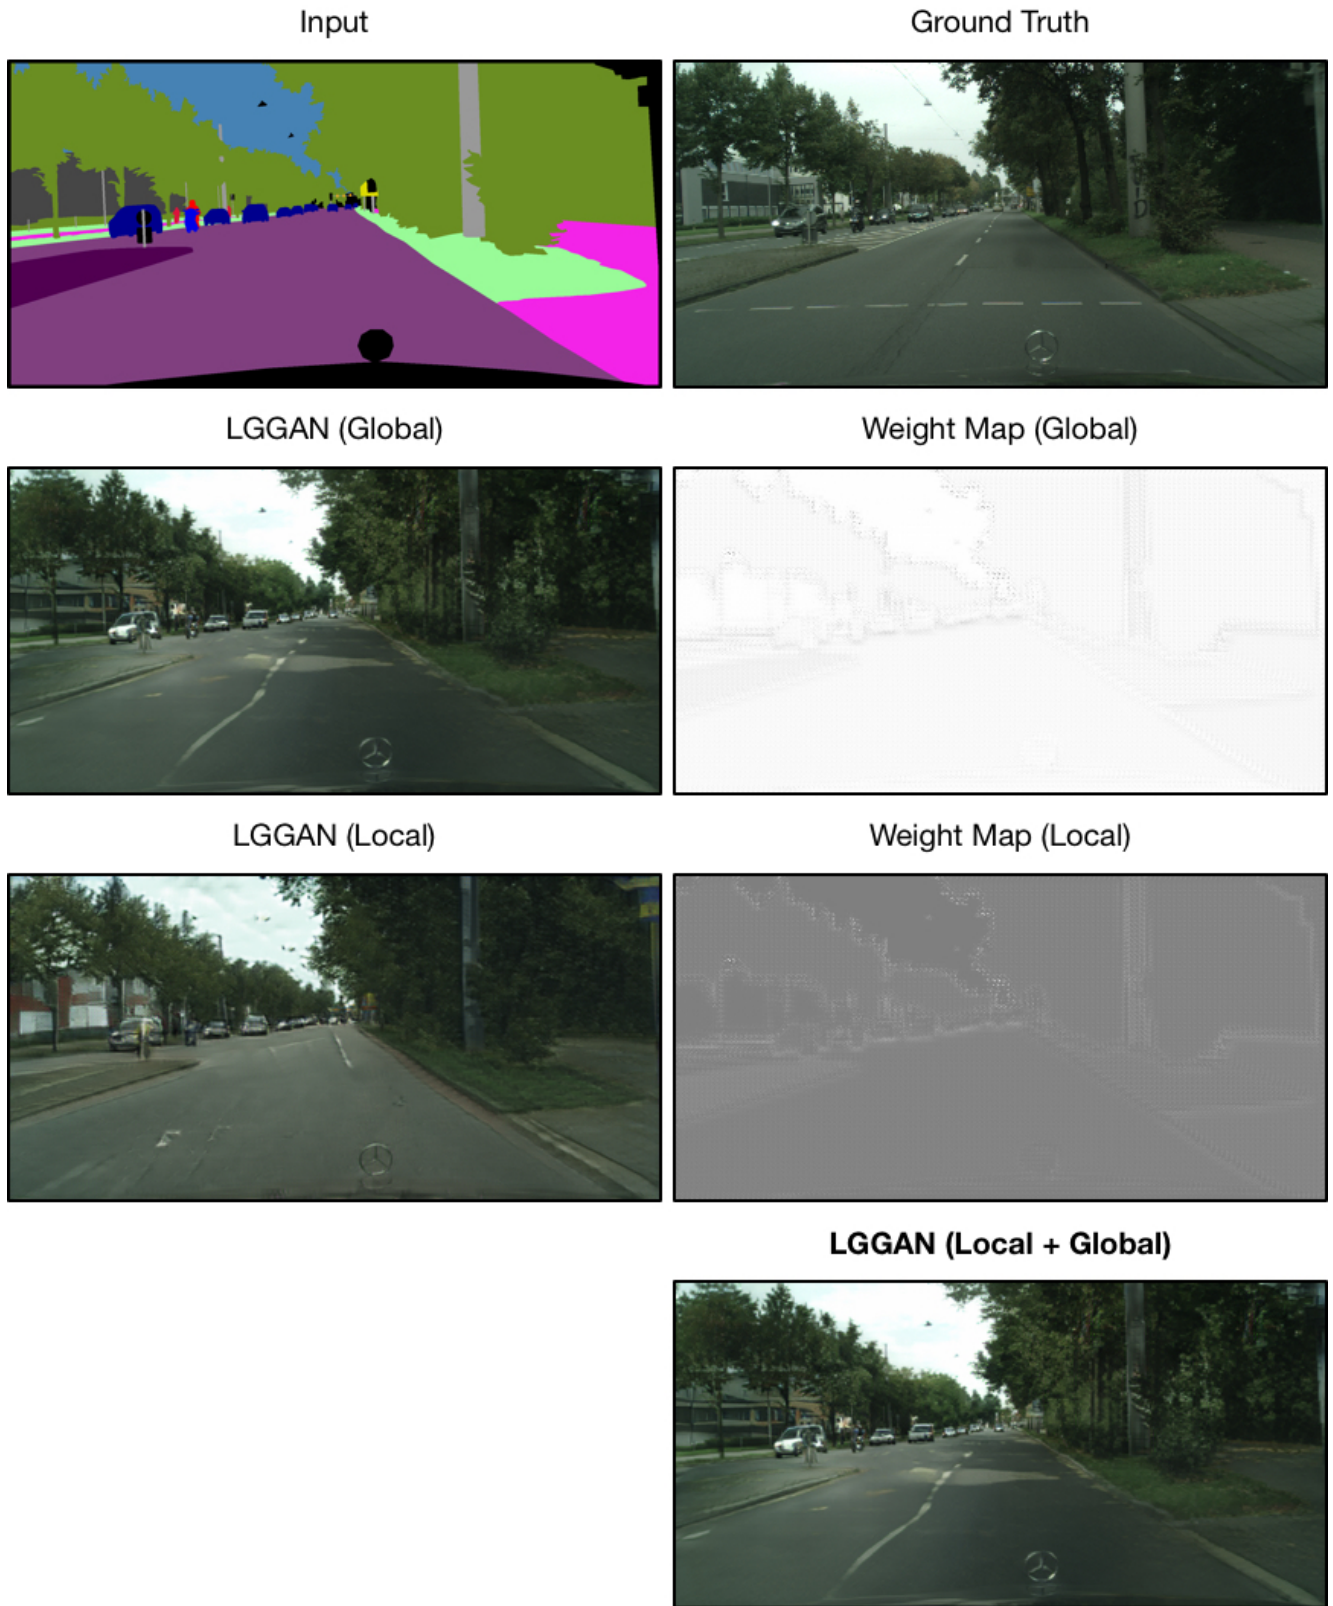 Input
Ground Truth
LGGAN (Global)
Weight Map (Global)
LGGAN (Local)
Weight Map (Local)
LGGAN (Local + Global)